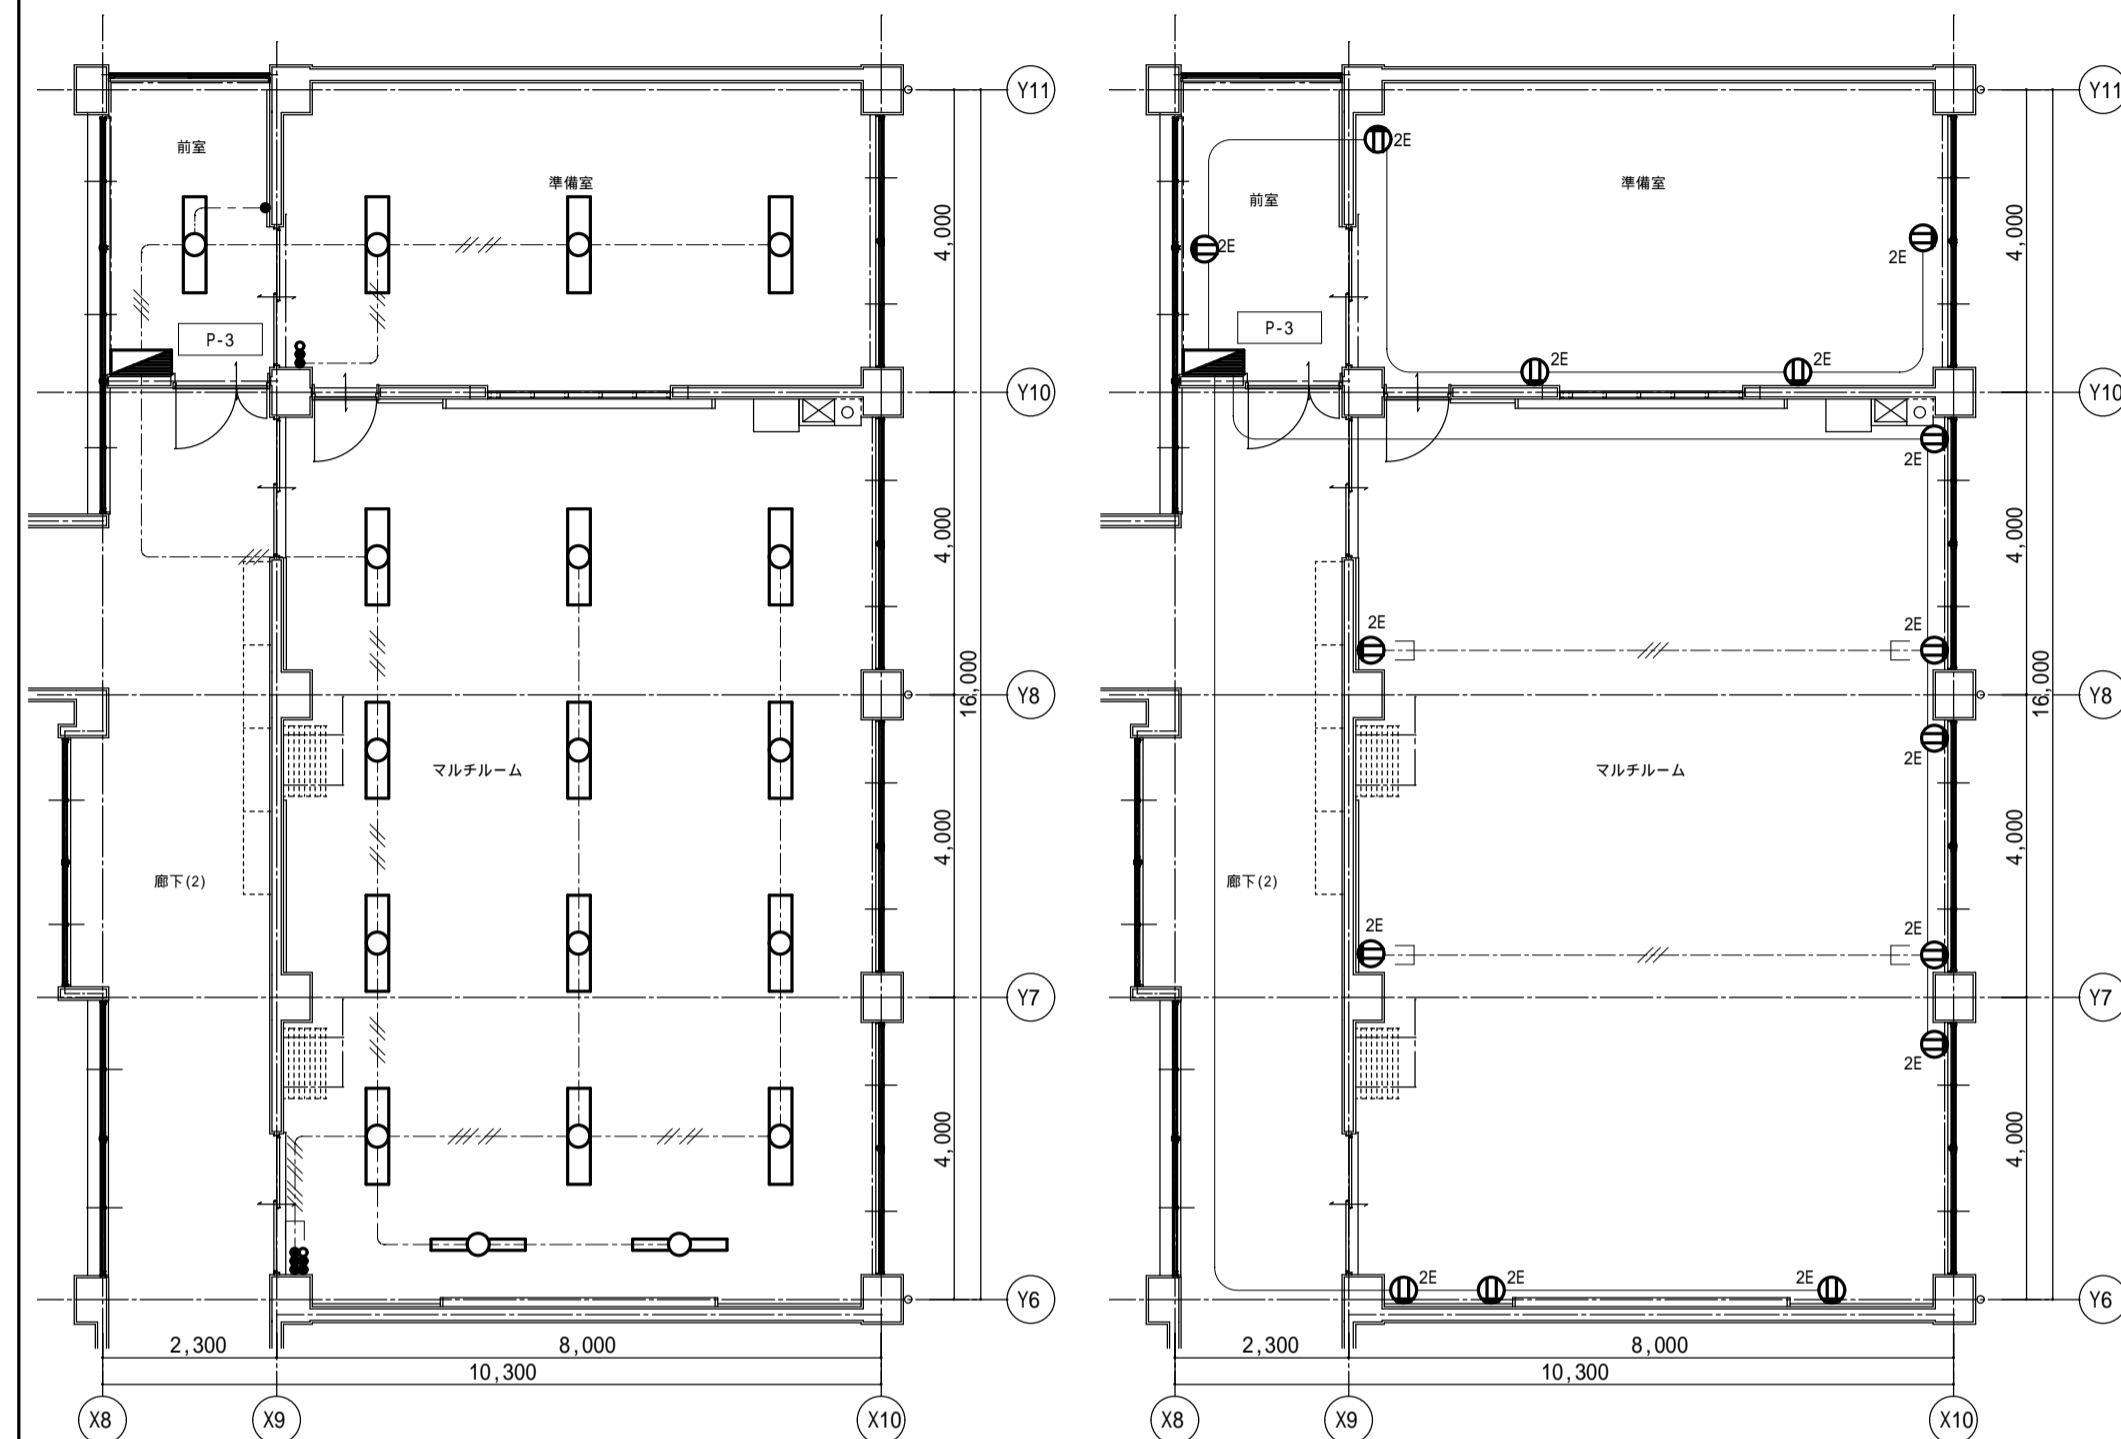 Y11
前室
準備室
4,000
P-3
Y10
4,000
16,000
Y8
マルチルーム
4,000
廊下(2)
Y7
4,000
Y6
2,300
8,000
10,300
X8
X9
X10
Y11
2E
準備室
前室
4,000
2E
2E
P-3
2E
2E
Y10
2E
4,000
2E
2E
16,000
Y8
2E
マルチルーム
4,000
廊下(2)
2E
2E
Y7
2E
4,000
2E
2E
2E
Y6
2,300
8,000
10,300
X8
X9
X10